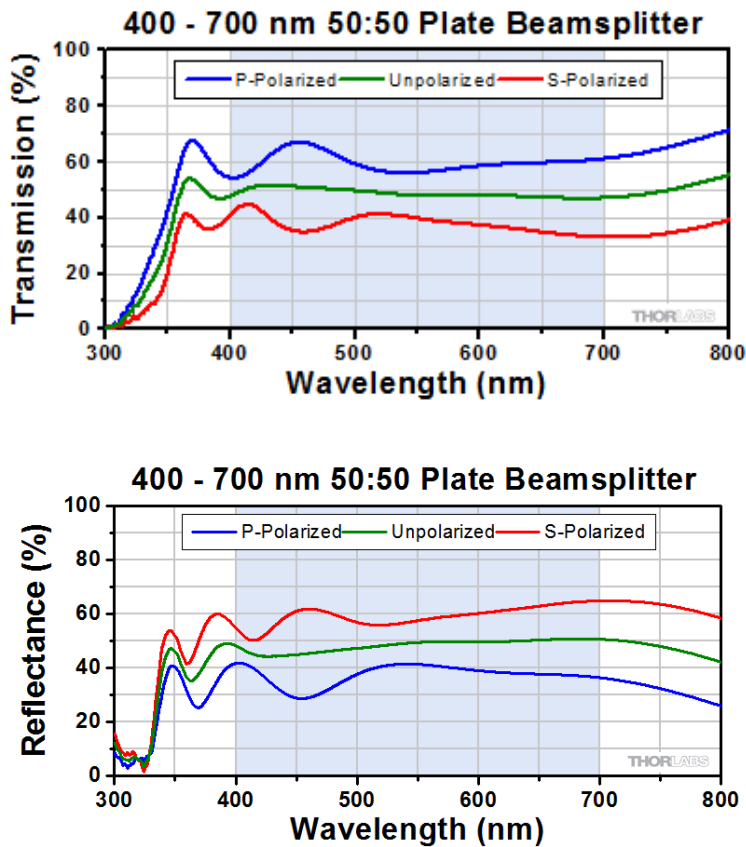 400 - 700 nm 50:50 Plate Beamsplitter
Transmission (%)
100
80
60
40
20
0
P-Polarized Unpolarized S-Polarized
THORLABS
300 400 500 600 700 800
Wavelength (nm)
400 - 700 nm 50:50 Plate Beamsplitter
Reflectance (%)
100
80
60
40
20
0
P-Polarized Unpolarized S-Polarized
THORLABS
300 400 500 600 700 800
Wavelength (nm)